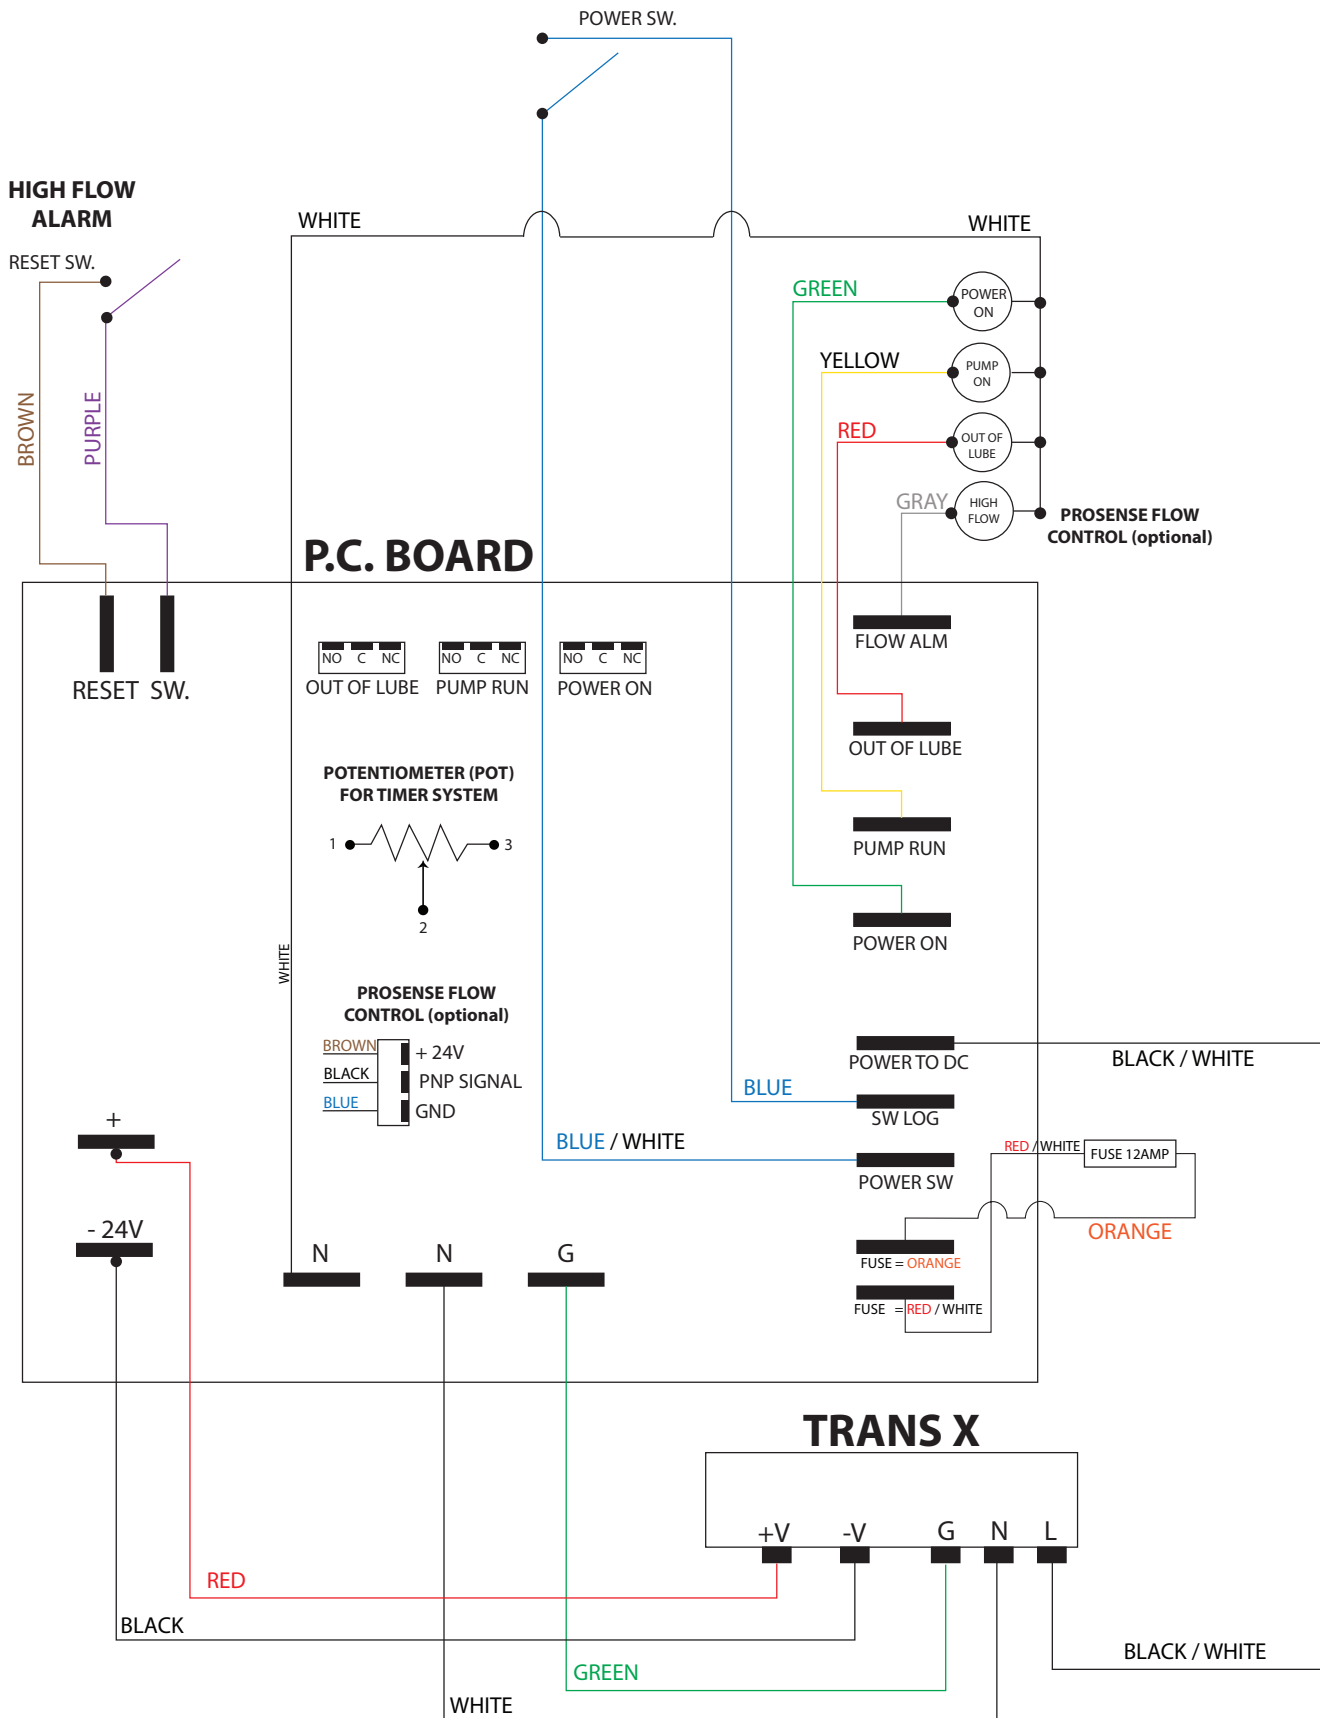 POWER SW.
HIGH FLOW
ALARM
RESET SW.
BROWN
PURPLE
WHITE
WHITE
GREEN
POWER
ON
YELLOW
PUMP
ON
RED
OUT OF
LUBE
GRAY
HIGH
FLOW
PROSENSE FLOW
CONTROL (optional)
P.C. BOARD
RESET SW.
NO C NC
OUT OF LUBE
NO C NC
PUMP RUN
NO C NC
POWER ON
FLOW ALM
OUT OF LUBE
PUMP RUN
POWER ON
POTENTIOMETER (POT)
FOR TIMER SYSTEM
1
3
2
WHITE
PROSENSE FLOW
CONTROL (optional)
BROWN + 24V
BLACK PNP SIGNAL
BLUE GND
POWER TO DC
BLACK / WHITE
BLUE
SW LOG
BLUE / WHITE
POWER SW
RED / WHITE
FUSE 12AMP
ORANGE
FUSE = ORANGE
FUSE = RED / WHITE
+
- 24V
N
N
G
TRANS X
+V -V G N L
RED
BLACK
GREEN
WHITE
BLACK / WHITE